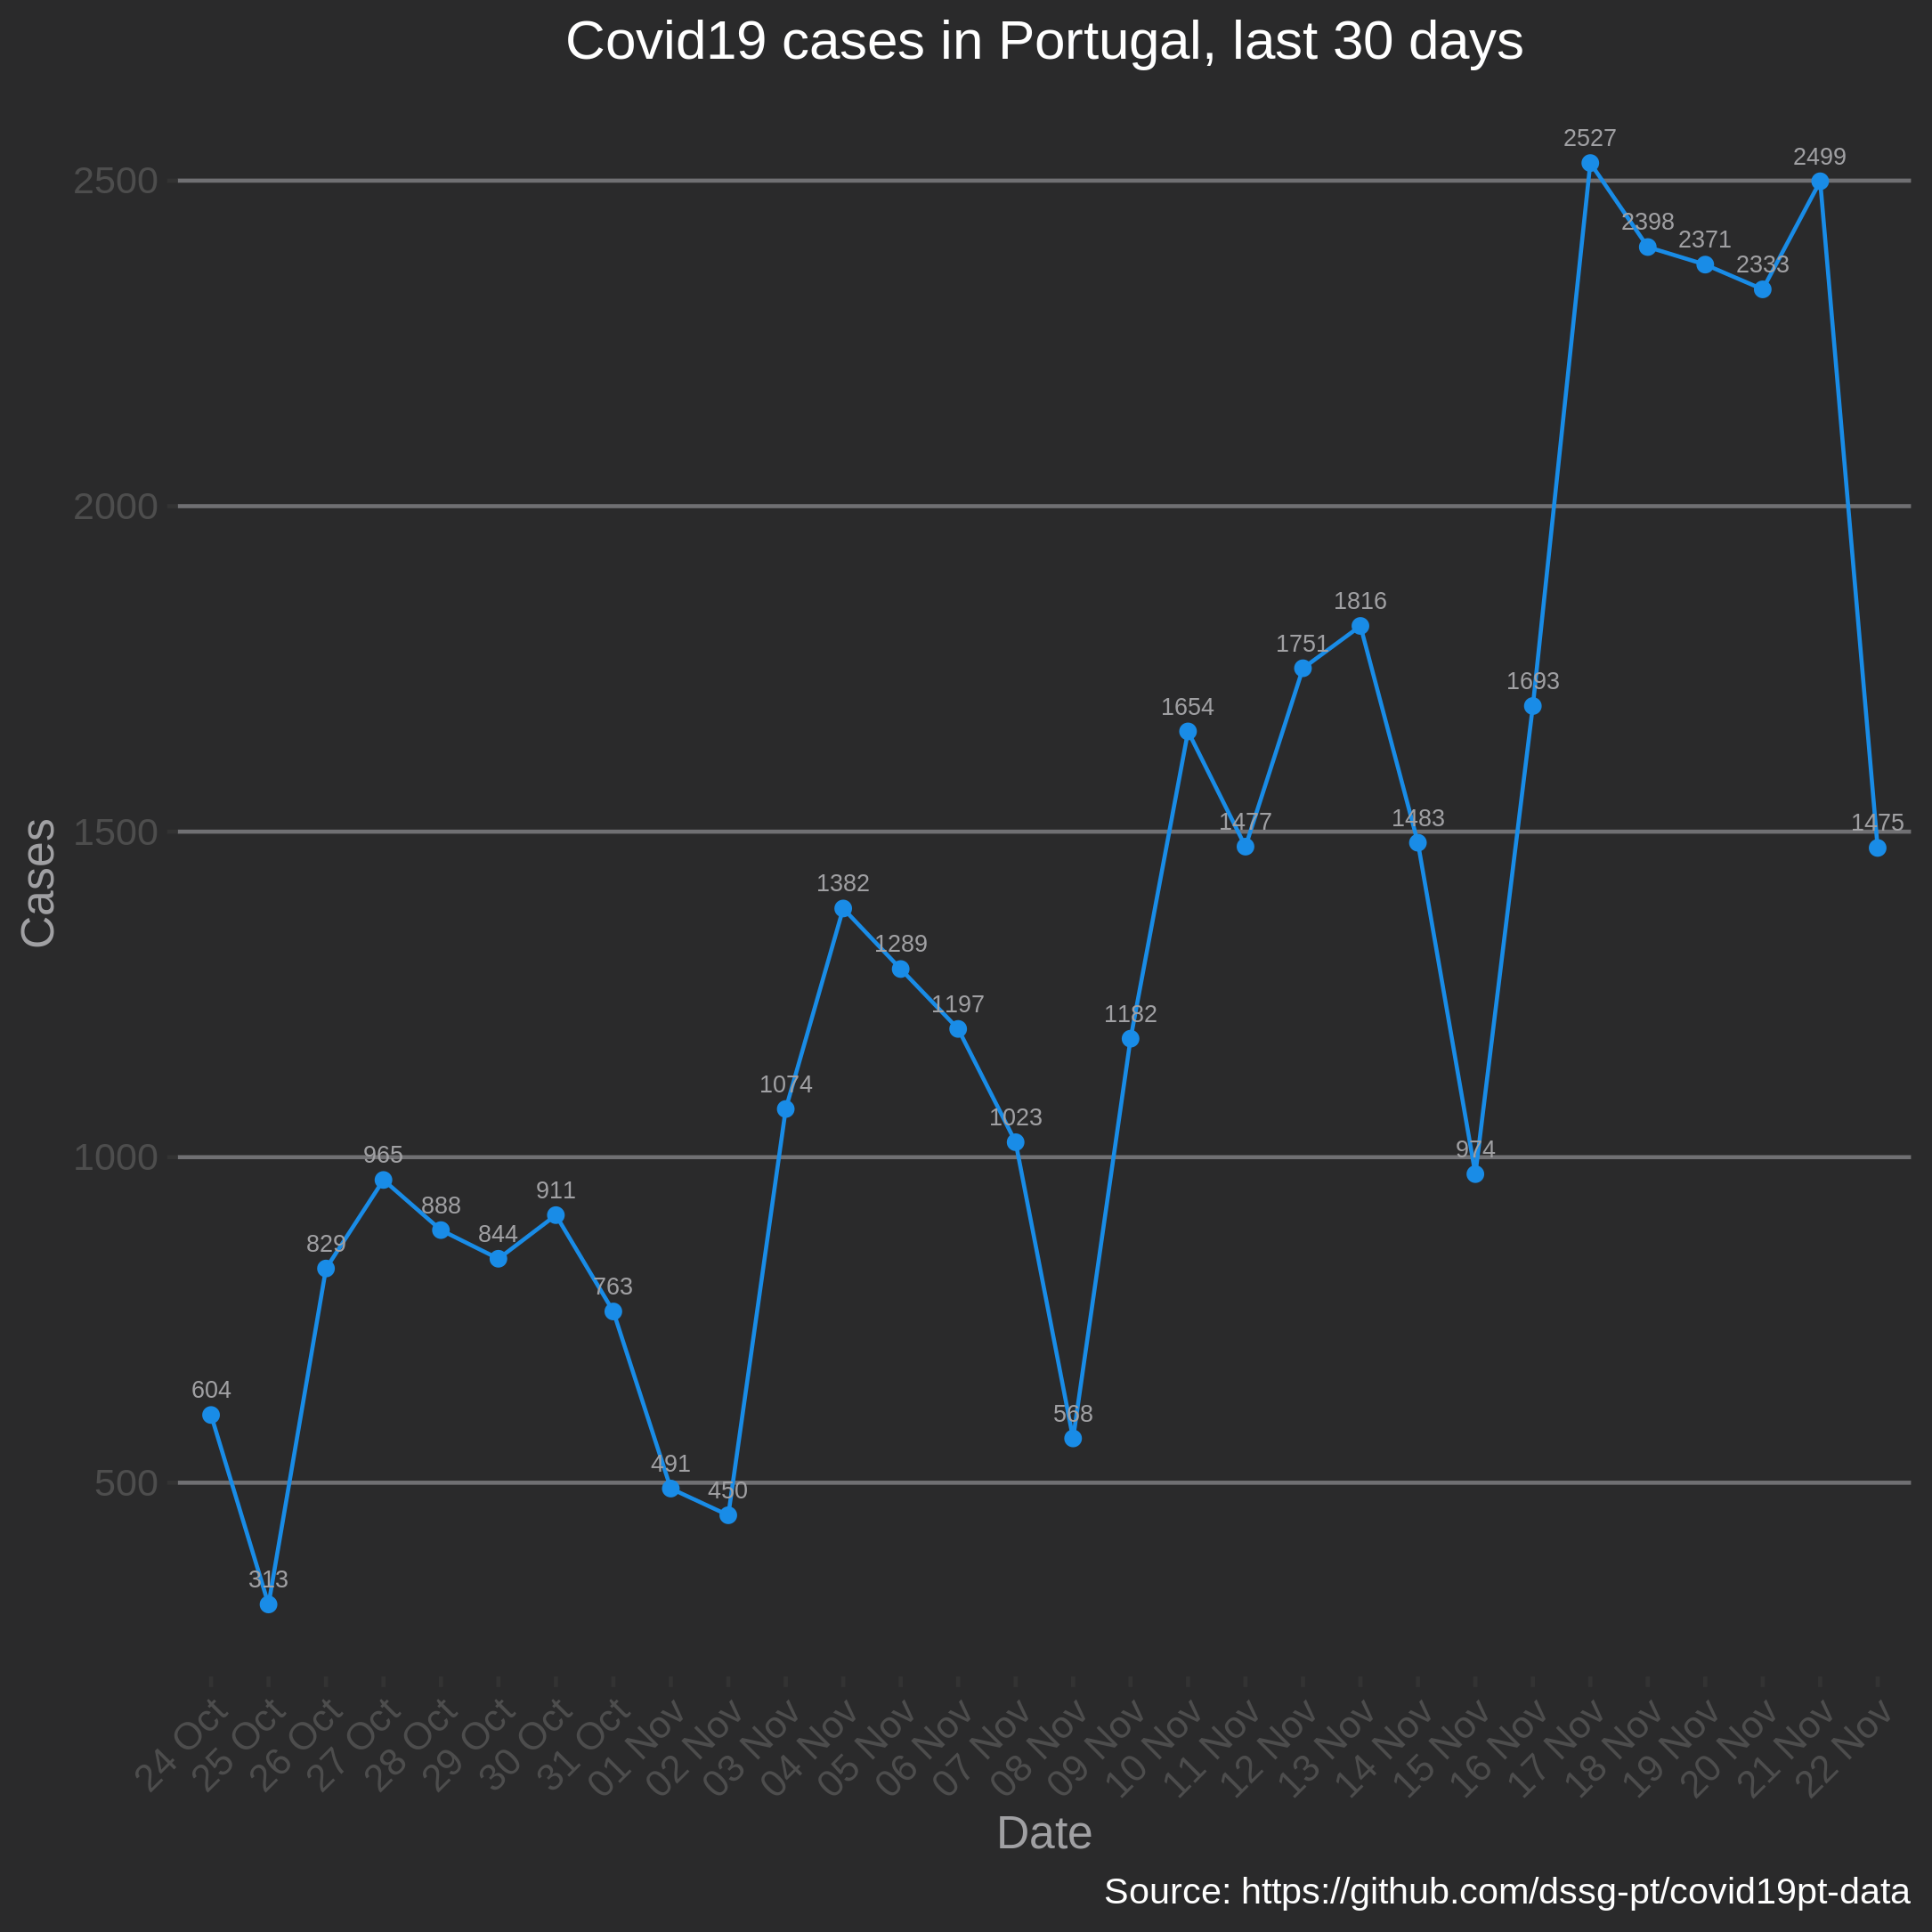 Covid19 cases in Portugal, last 30 days
2527
2499
2500
2398
2371
2333
2000
1816
1751
1693
1654
1483
1477
1475
1500
Cases
1382
1289
1197
1182
1074
1023
974
1000
965
911
888
844
829
763
604
568
491
450
500
313
24 Oct
25 Oct
26 Oct
27 Oct
28 Oct
29 Oct
30 Oct
31 Oct
01 Nov
02 Nov
03 Nov
04 Nov
05 Nov
06 Nov
07 Nov
08 Nov
09 Nov
10 Nov
11 Nov
12 Nov
13 Nov
14 Nov
15 Nov
16 Nov
17 Nov
18 Nov
19 Nov
20 Nov
21 Nov
22 Nov
Date
Source: https://github.com/dssg-pt/covid19pt-data